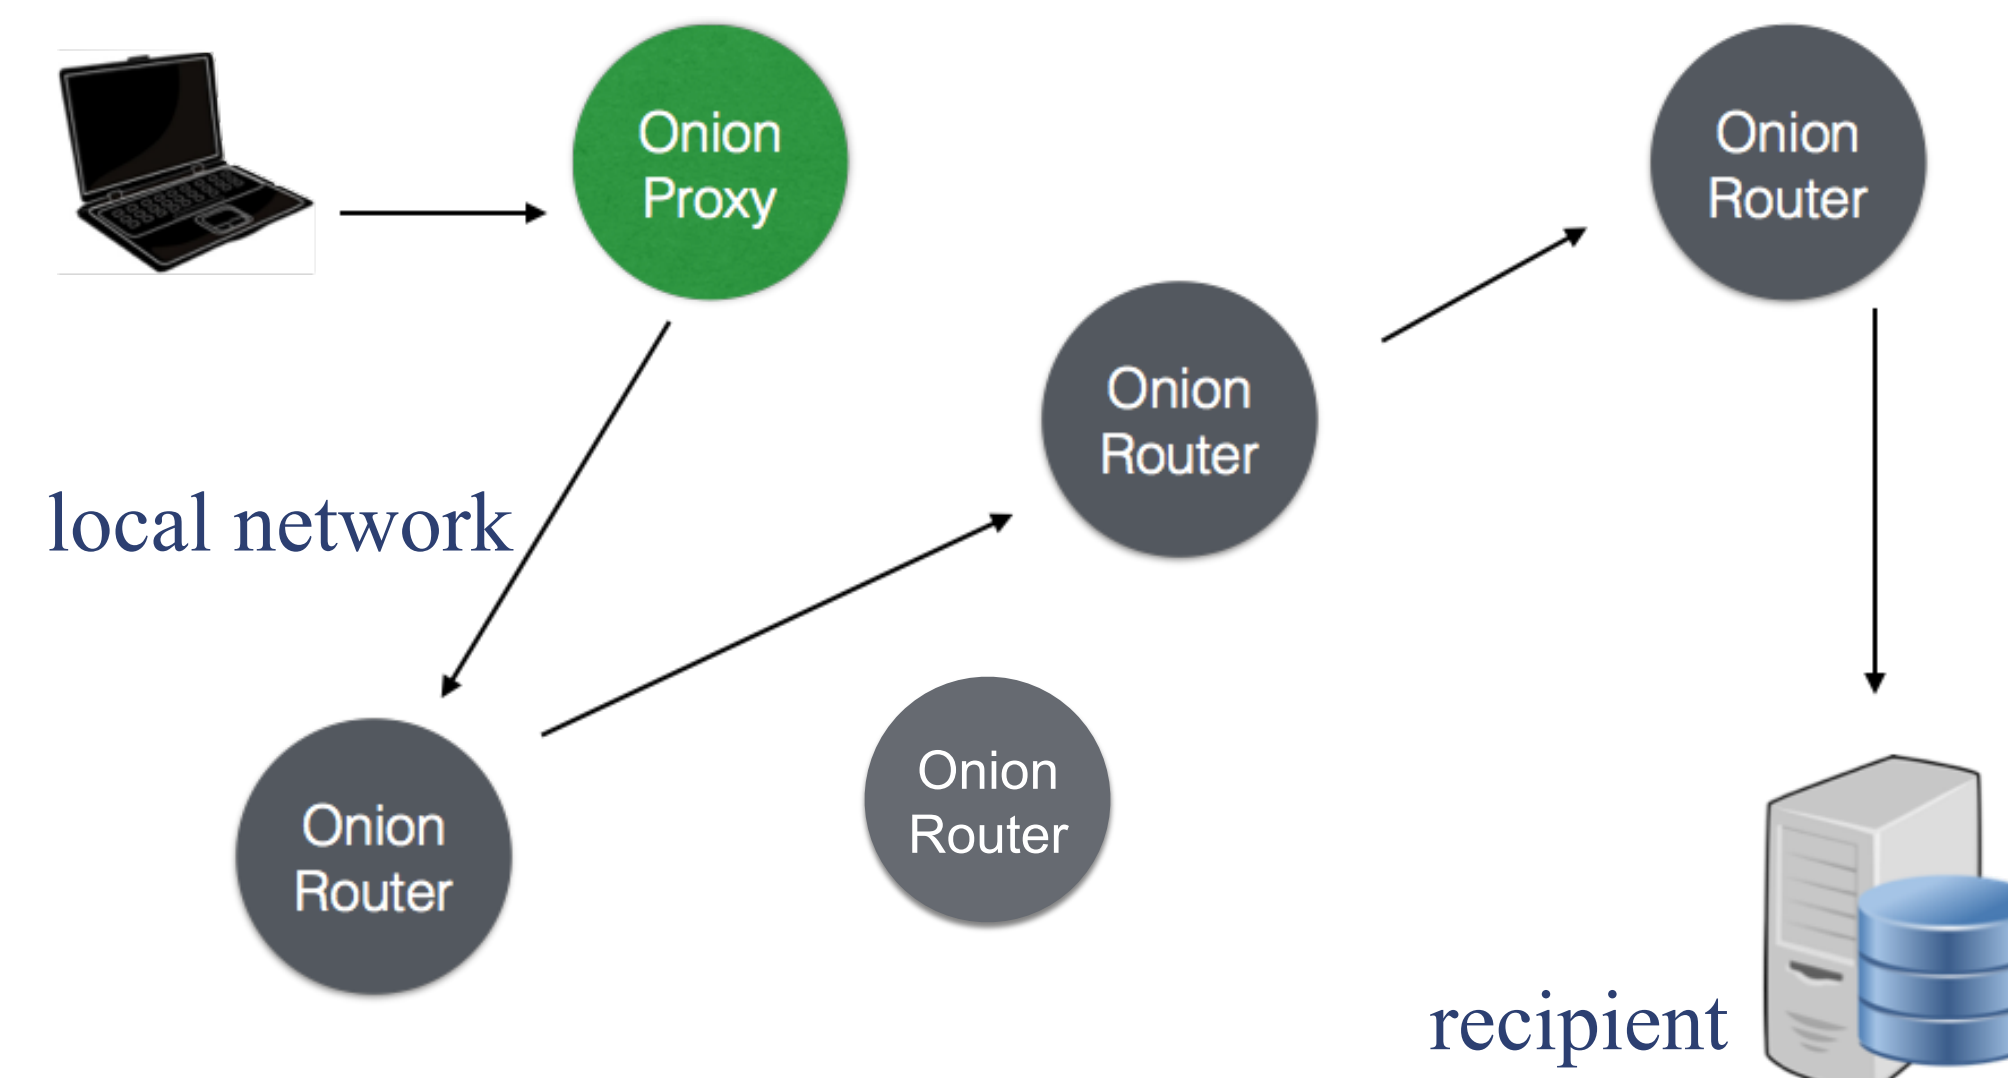 Onion
Proxy
Onion
Router
Onion
Router
local network
Onion
Router
Onion
Router
recipient